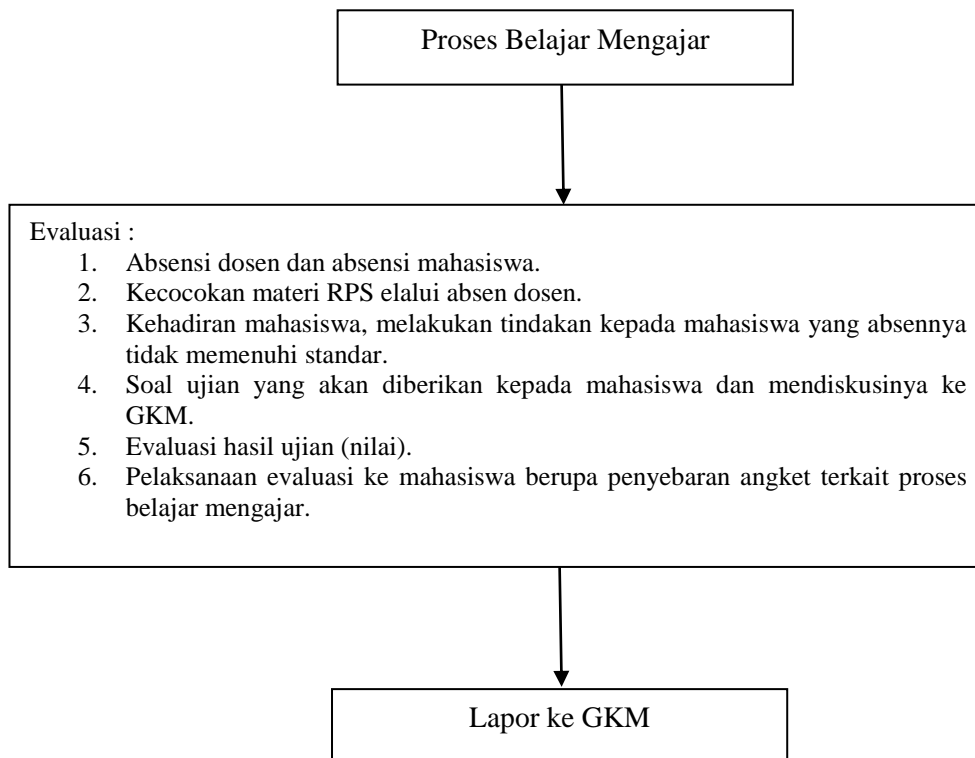 Proses Belajar Mengajar
Evaluasi :
1. Absensi dosen dan absensi mahasiswa.
2. Kecocokan materi RPS elalui absen dosen.
3. Kehadiran mahasiswa, melakukan tindakan kepada mahasiswa yang absennya
tidak memenuhi standar.
4. Soal ujian yang akan diberikan kepada mahasiswa dan mendiskusinya ke
GKM.
5. Evaluasi hasil ujian (nilai).
6. Pelaksanaan evaluasi ke mahasiswa berupa penyebaran angket terkait proses
belajar mengajar.
Lapor ke GKM